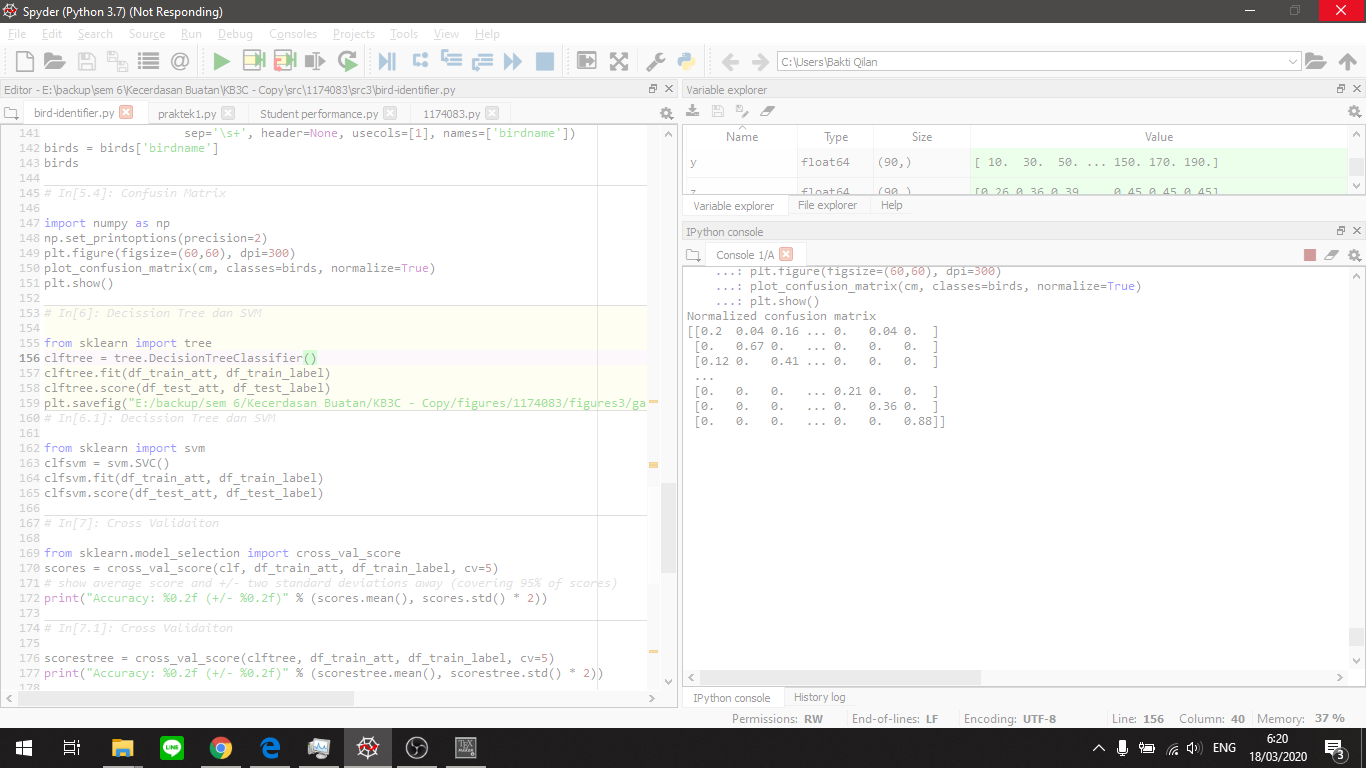 Spyder (Python 3.7) (Not Responding)
File Edit Search Source Run Debug Consoles Projects Tools View Help
C:\Users\Bakti Qilan
Editor - E:\backup\sem 6\Kecerdasan Buatan\KB3C - Copy\src\1174083\src3\bird-identifier.py
bird-identifier.py praktek1.py Student performance.py 1174083.py
141 sep='\s+', header=None, usecols=[1], names=['birdname'])
142 birds = birds['birdname']
143 birds
144
145 # In[5.4]: Confusin Matrix
146
147 import numpy as np
148 np.set_printoptions(precision=2)
149 plt.figure(figsize=(60,60), dpi=300)
150 plot_confusion_matrix(cm, classes=birds, normalize=True)
151 plt.show()
152
153 # In[6]: Decission Tree dan SVM
154
155 from sklearn import tree
156 clftree = tree.DecisionTreeClassifier()
157 clftree.fit(df_train_att, df_train_label)
158 clftree.score(df_test_att, df_test_label)
159 plt.savefig("E:/backup/sem 6/Kecerdasan Buatan/KB3C - Copy/figures/1174083/figures3/ga
160 # In[6.1]: Decission Tree dan SVM
161
162 from sklearn import svm
163 clfsvm = svm.SVC()
164 clfsvm.fit(df_train_att, df_train_label)
165 clfsvm.score(df_test_att, df_test_label)
166
167 # In[7]: Cross Validaiton
168
169 from sklearn.model_selection import cross_val_score
170 scores = cross_val_score(clf, df_train_att, df_train_label, cv=5)
171 # show average score and +/- two standard deviations away (covering 95% of scores)
172 print("Accuracy: %0.2f (+/- %0.2f)" % (scores.mean(), scores.std() * 2))
173
174 # In[7.1]: Cross Validaiton
175
176 scorestree = cross_val_score(clftree, df_train_att, df_train_label, cv=5)
177 print("Accuracy: %0.2f (+/- %0.2f)" % (scorestree.mean(), scorestree.std() * 2))
178
Variable explorer
Name Type Size Value
y float64 (90,) [ 10. 30. 50. ... 150. 170. 190.]
z float64 (90,) [0.26 0.36 0.39 ... 0.45 0.45 0.45]
Variable explorer File explorer Help
IPython console
Console 1/A
...: plt.figure(figsize=(60,60), dpi=300)
...: plot_confusion_matrix(cm, classes=birds, normalize=True)
...: plt.show()
Normalized confusion matrix
[[0.2 0.04 0.16 ... 0. 0.04 0. ]
[0. 0.67 0. ... 0. 0. 0. ]
[0.12 0. 0.41 ... 0. 0. 0. ]
...
[0. 0. 0. ... 0.21 0. 0. ]
[0. 0. 0. ... 0. 0.36 0. ]
[0. 0. 0. ... 0. 0. 0.88]]
IPython console History log
Permissions: RW End-of-lines: LF Encoding: UTF-8 Line: 156 Column: 40 Memory: 37 %
LINE
ENG
6:20
18/03/2020
3